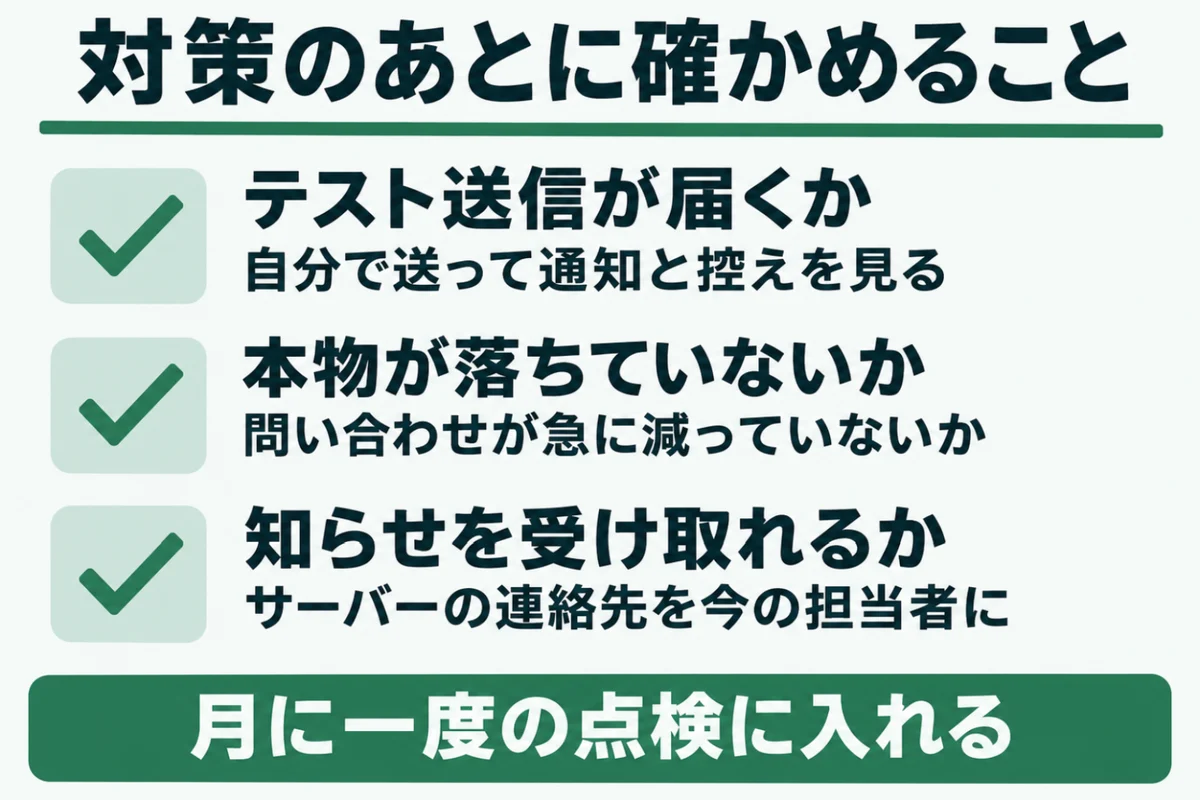 対策のあとに確かめること
テスト送信が届くか
自分で送って通知と控えを見る
本物が落ちていないか
問い合わせが急に減っていないか
知らせを受け取れるか
サーバーの連絡先を今の担当者に
月に一度の点検に入れる